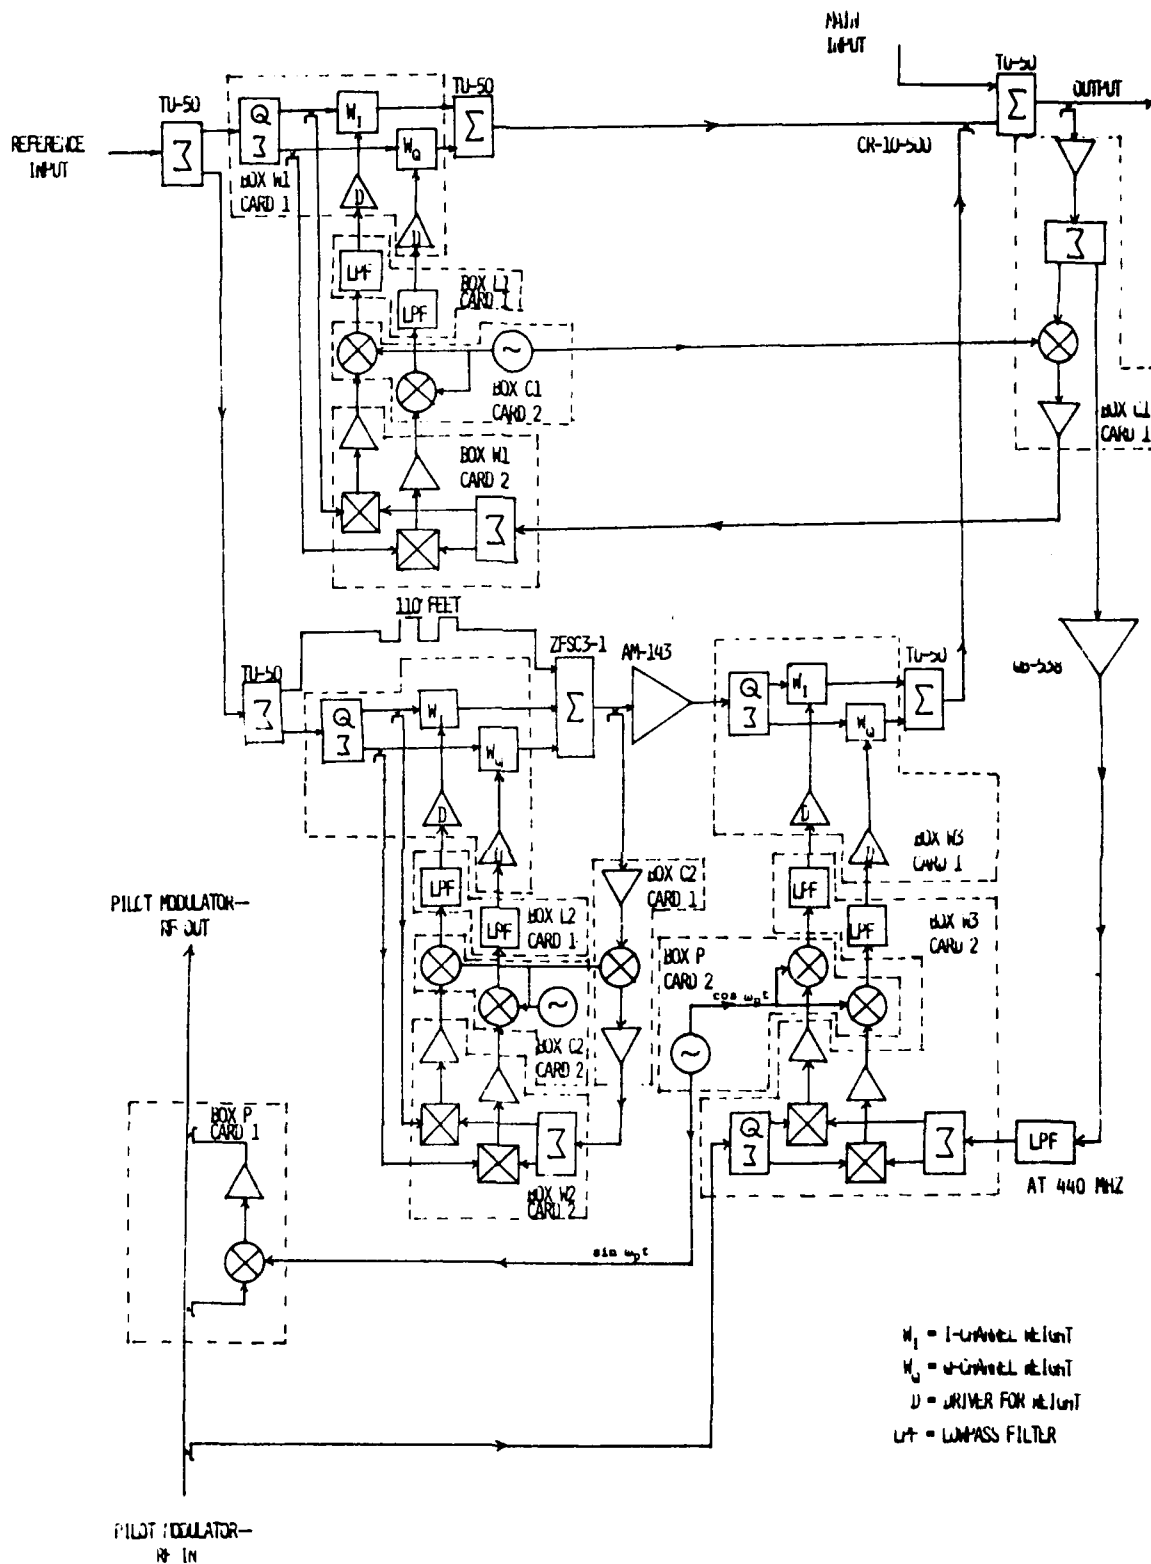 MAIN
INPUT
TU-50
OUTPUT
TU-50
Q
Σ
W_I
TU-50
Σ
Σ
Σ
REFERENCE
INPUT
W_Q
CR-10-500
BOX W1
CARD 1
D
D
Σ
LPF
BOX L1
CARD 1
LPF
~
BOX C1
CARD 2
BOX C1
CARD 1
BOX W1
CARD 2
Σ
110 FEET
ZFSC3-1
AM-143
TU-50
TU-50
Σ
Q
Σ
W
W
Σ
Q
Σ
W_I
W_Q
Σ
D
D
D
D
BOX W3
CARD 1
LPF
BOX C2
CARD 1
LPF
PILOT MODULATOR—
RF OUT
LPF
BOX L2
CARD 1
LPF
BOX W3
CARD 2
BOX P
CARD 2
cos ω_p t
~
BOX C2
CARD 2
~
BOX P
CARD 1
Σ
Q
Σ
Σ
LPF
AT 440 MHZ
BOX W2
CARD 2
sin ω_p t
W_I = I-CHANNEL WEIGHT
W_Q = Q-CHANNEL WEIGHT
D = DRIVER FOR WEIGHT
LPF = LOWPASS FILTER
PILOT MODULATOR—
RF IN